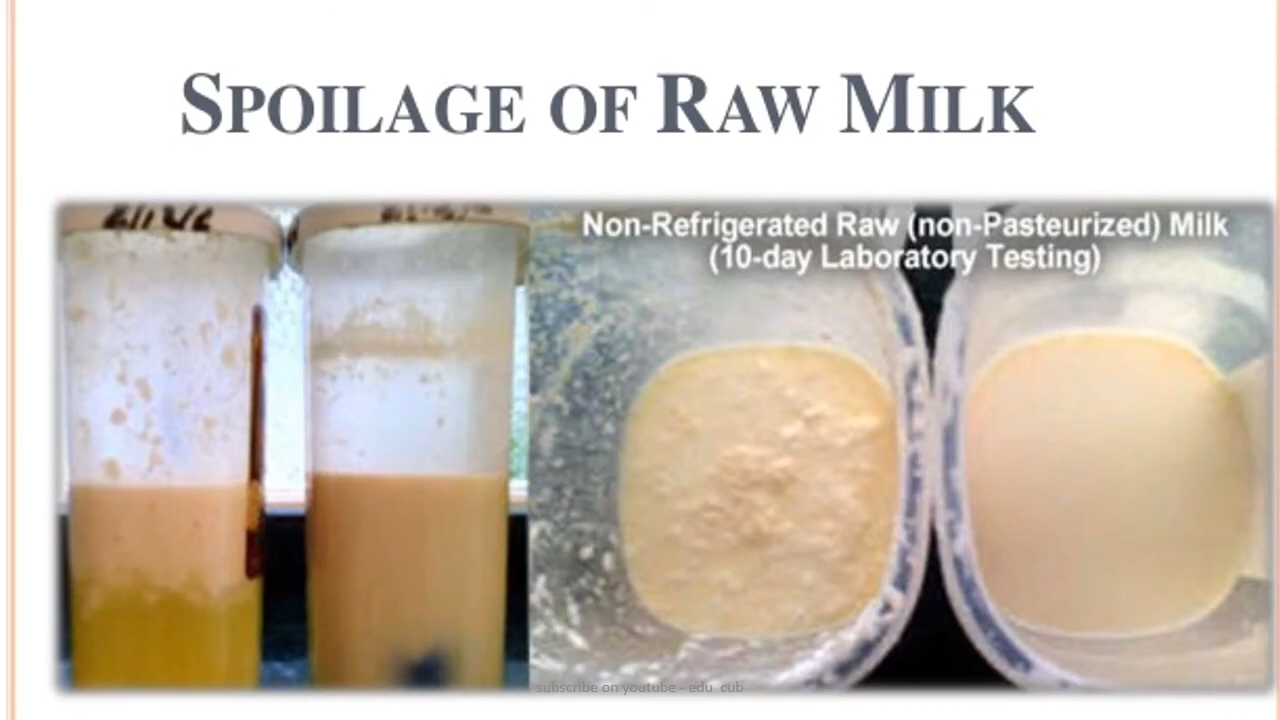 SPOILAGE OF RAW MILK
Non-Refrigerated Raw (non-Pasteurized) Milk
(10-day Laboratory Testing)
subscribe on youtube - edu cub